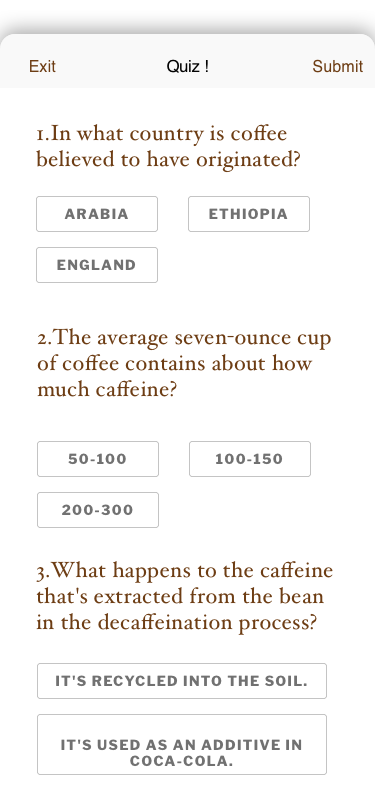 Exit Quiz ! Submit
1.In what country is coffee
believed to have originated?
ARABIA ETHIOPIA
ENGLAND
2.The average seven-ounce cup
of coffee contains about how
much caffeine?
50-100 100-150
200-300
3.What happens to the caffeine
that's extracted from the bean
in the decaffeination process?
IT'S RECYCLED INTO THE SOIL.
IT'S USED AS AN ADDITIVE IN
COCA-COLA.